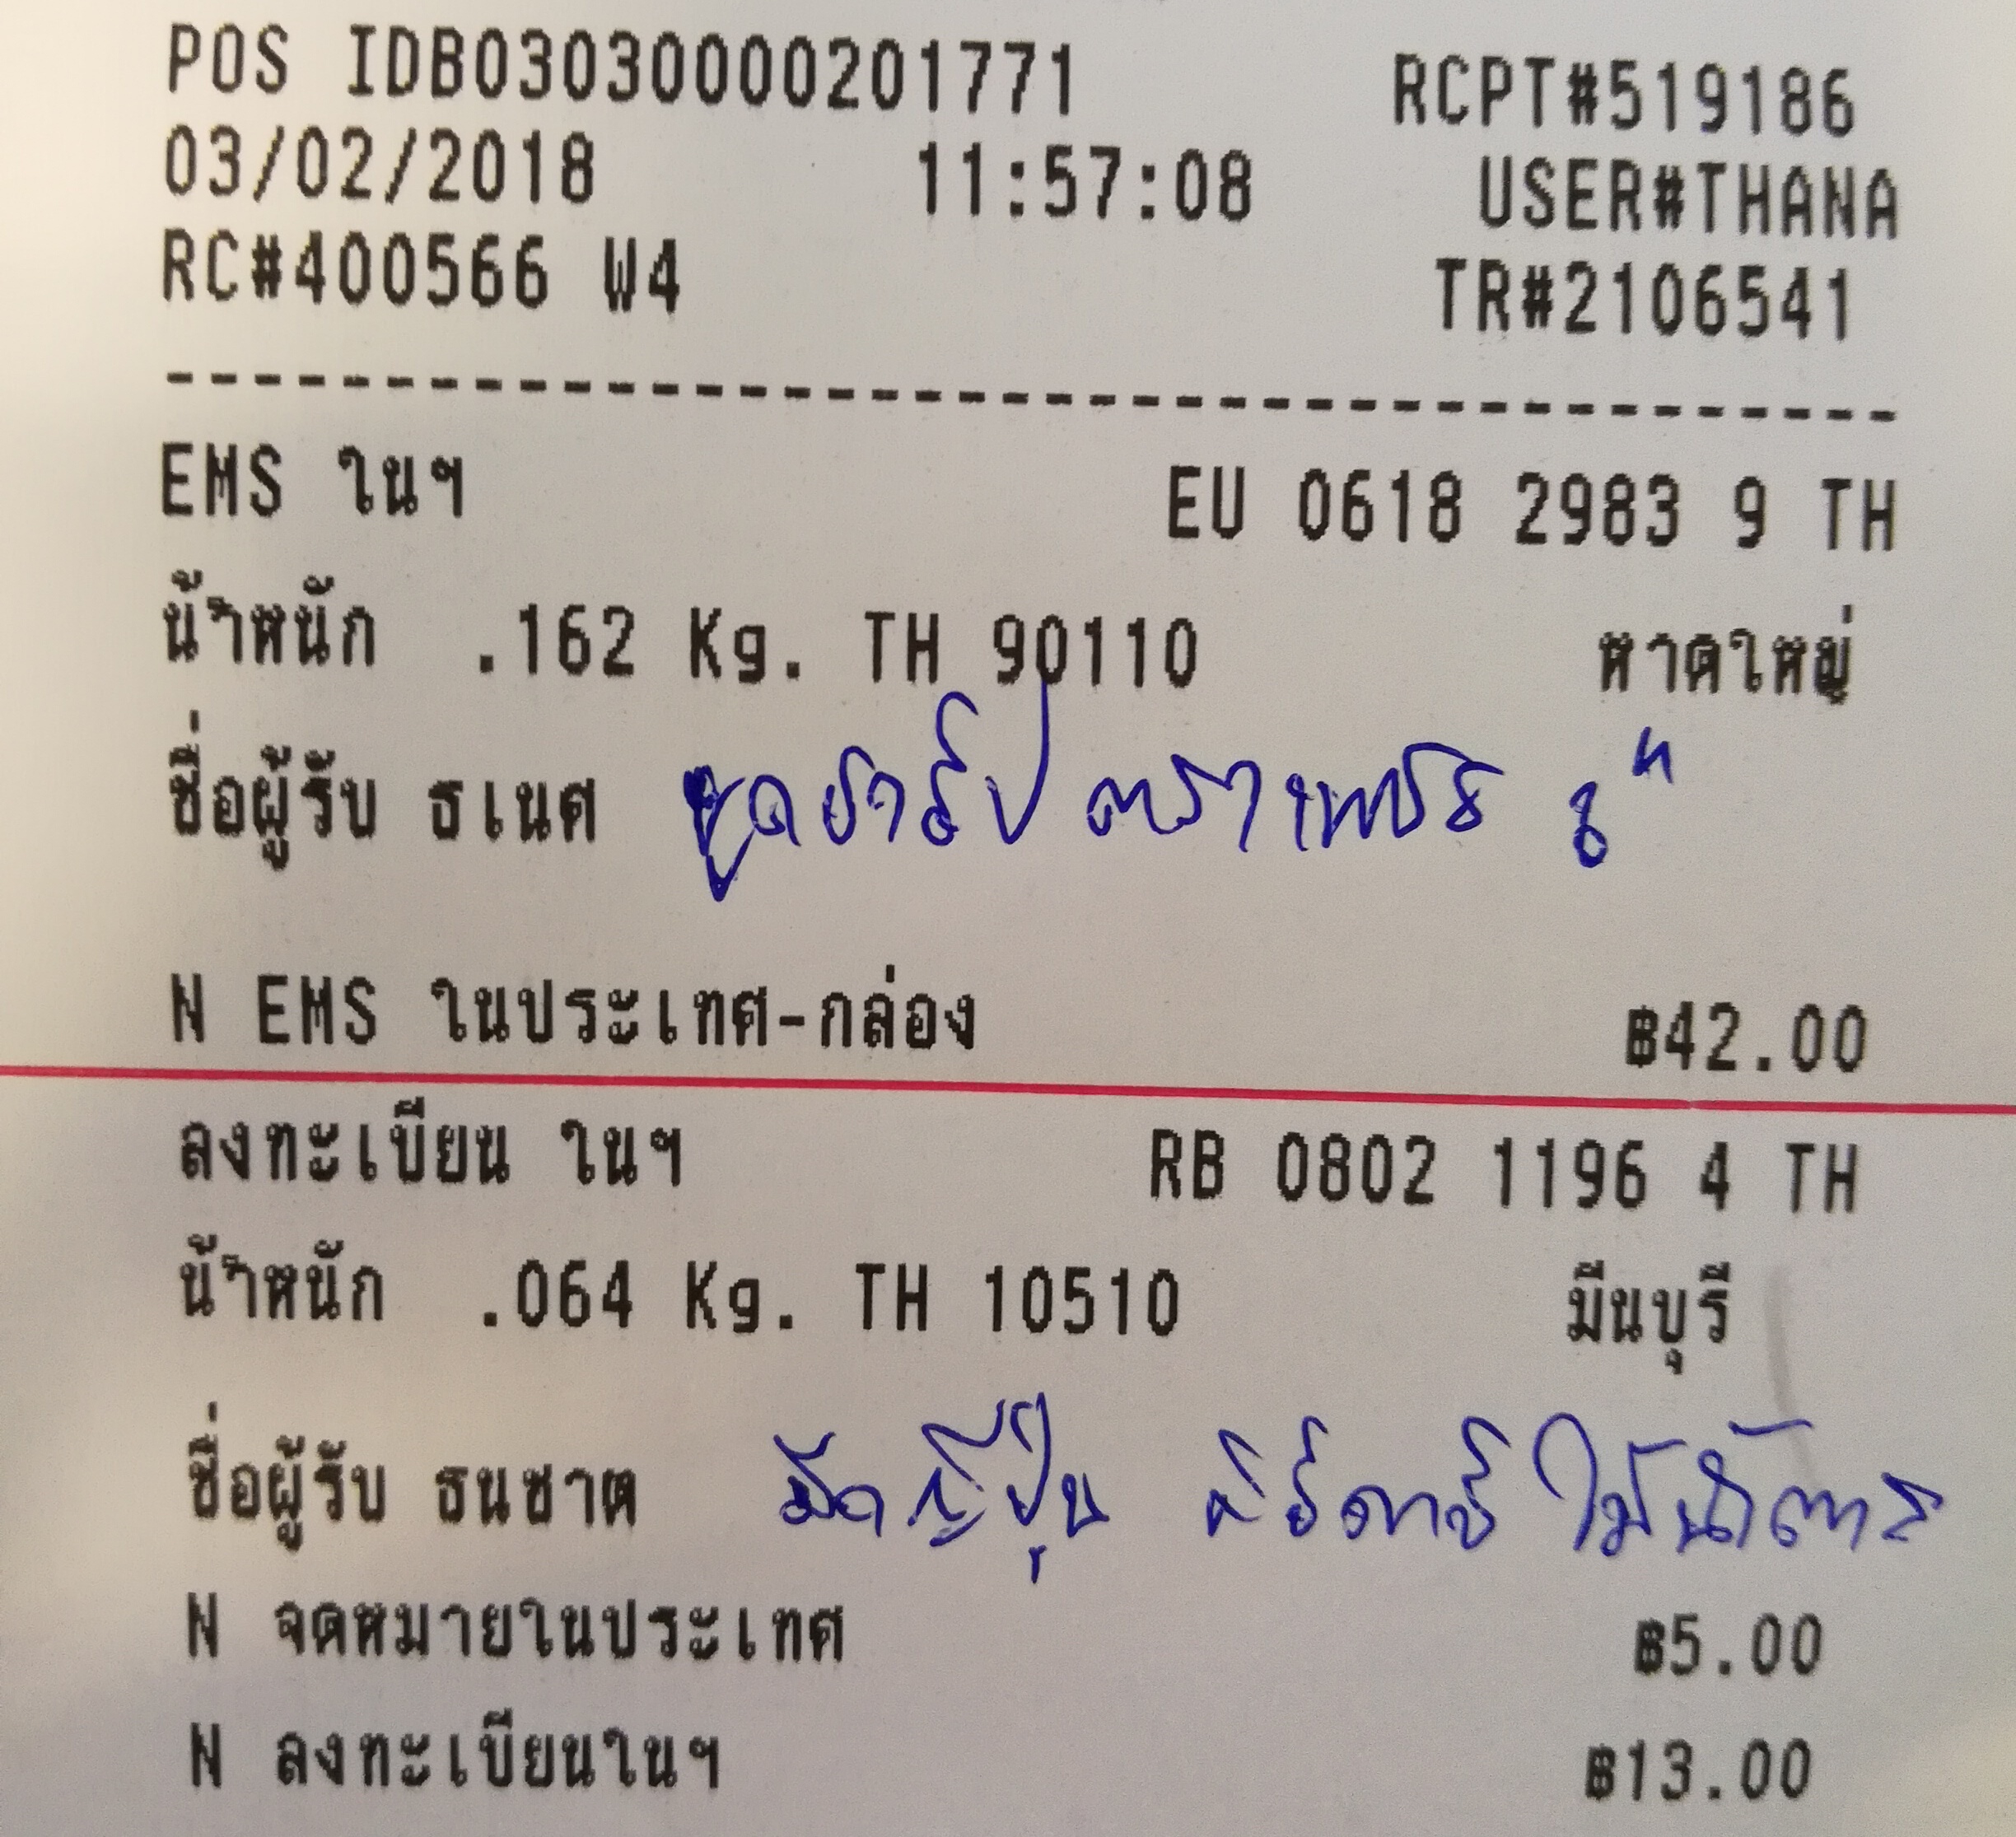 POS IDB03030000201771 RCPT#519186
03/02/2018 11:57:08 USER#THANA
RC#400566 W4 TR#2106541
--------------------------------
EMS ในฯ EU 0618 2983 9 TH
น้ำหนัก .162 Kg. TH 90110 หาดใหญ่
ชื่อผู้รับ ธเนศ
N EMS ในประเทศ-กล่อง ฿42.00
ลงทะเบียน ในฯ RB 0802 1196 4 TH
น้ำหนัก .064 Kg. TH 10510 มีนบุรี
ชื่อผู้รับ ธนชาต มีดญี่ปุ่น
N จดหมายในประเทศ ฿5.00
N ลงทะเบียนในฯ ฿13.00